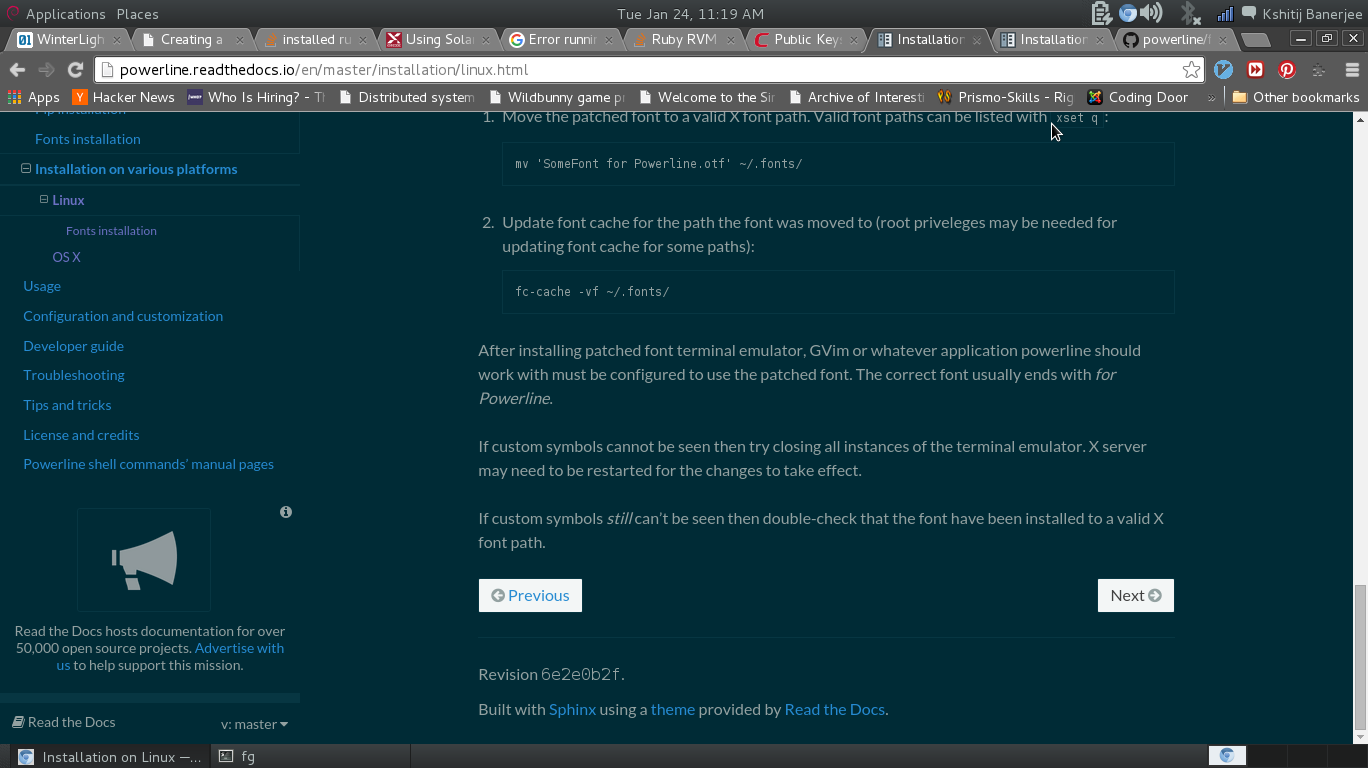 Applications Places Tue Jan 24, 11:19 AM Kshitij Banerjee
WinterLigh Creating a installed ru Using Sola Error runnin Ruby RVM Public Key Installation Installation powerline/f
powerline.readthedocs.io/en/master/installation/linux.html
Apps Hacker News Who Is Hiring? - Th Distributed system Wildbunny game pr Welcome to the Sir Archive of Interesti Prismo-Skills - Rig Coding Door » Other bookmarks
Fonts installation
Installation on various platforms
Linux
Fonts installation
OS X
Usage
Configuration and customization
Developer guide
Troubleshooting
Tips and tricks
License and credits
Powerline shell commands' manual pages
Read the Docs hosts documentation for over
50,000 open source projects. Advertise with
us to help support this mission.
Read the Docs v: master
1. Move the patched font to a valid X font path. Valid font paths can be listed with xset q :
mv 'SomeFont for Powerline.otf' ~/.fonts/
2. Update font cache for the path the font was moved to (root priveleges may be needed for
updating font cache for some paths):
fc-cache -vf ~/.fonts/
After installing patched font terminal emulator, GVim or whatever application powerline should
work with must be configured to use the patched font. The correct font usually ends with for
Powerline.
If custom symbols cannot be seen then try closing all instances of the terminal emulator. X server
may need to be restarted for the changes to take effect.
If custom symbols still can't be seen then double-check that the font have been installed to a valid X
font path.
Previous Next
Revision 6e2e0b2f.
Built with Sphinx using a theme provided by Read the Docs.
Installation on Linux —... fg